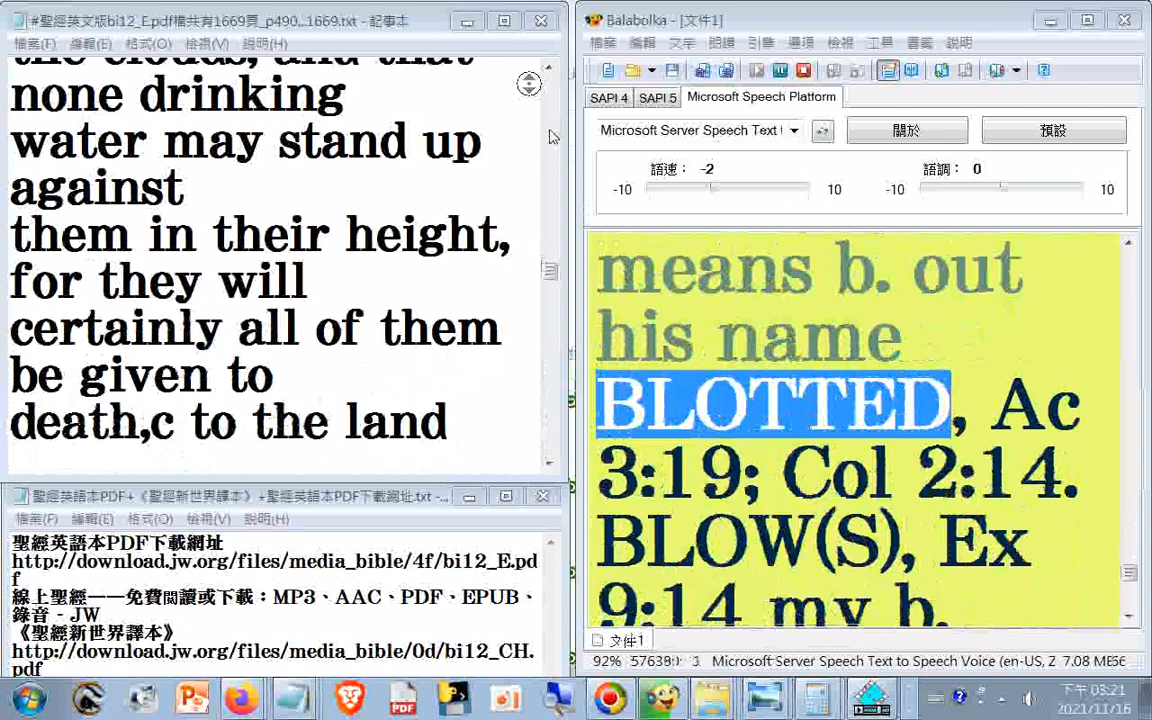 #聖經英文版bi12_E.pdf檔共有1669頁_p490...1669.txt - 記事本
檔案(F) 編輯(E) 格式(O) 檢視(V) 說明(H)
the clouds, and that
none drinking
water may stand up
against
them in their height,
for they will
certainly all of them
be given to
death,c to the land
聖經英語本PDF+《聖經新世界譯本》+聖經英語本PDF下載網址.txt -...
檔案(F) 編輯(E) 格式(O) 檢視(V) 說明(H)
聖經英語本PDF下載網址
http://download.jw.org/files/media_bible/4f/bi12_E.pd
f
線上聖經——免費閱讀或下載：MP3、AAC、PDF、EPUB、
錄音 - JW
《聖經新世界譯本》
http://download.jw.org/files/media_bible/0d/bi12_CH.
pdf
Balabolka - [文件1]
檔案 編輯 文字 朗讀 引擎 選項 檢視 工具 書籤 說明
SAPI 4 SAPI 5 Microsoft Speech Platform
Microsoft Server Speech Text 關於 預設
語速： -2 語調： 0
-10 10 -10 10
means b. out
his name
BLOTTED, Ac
3:19; Col 2:14.
BLOW(S), Ex
9:14 my b.
文件1
92% Microsoft Server Speech Text to Speech Voice (en-US, Z 7.08 ME
下午 03:21
2021/11/16